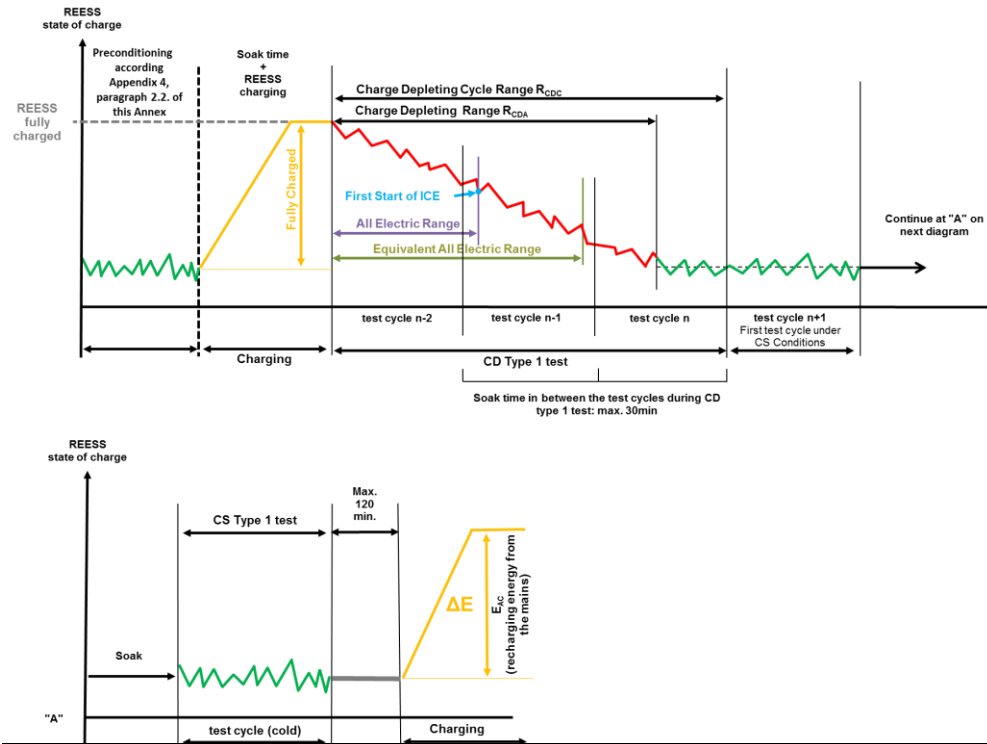 REESS
state of charge
Preconditioning
according
Appendix 4,
paragraph 2.2. of
this Annex
Soak time
+
REESS
charging
REESS
fully
charged
Charge Depleting Cycle Range RCDC
Charge Depleting Range RCDA
Fully Charged
First Start of ICE
All Electric Range
Equivalent All Electric Range
Continue at "A" on
next diagram
test cycle n-2
test cycle n-1
test cycle n
test cycle n+1
First test cycle under
CS Conditions
Charging
CD Type 1 test
Soak time in between the test cycles during CD
type 1 test: max. 30min
REESS
state of charge
CS Type 1 test
Max.
120
min.
ΔE
EAC
(recharging energy from
the mains)
Soak
"A"
test cycle (cold)
Charging